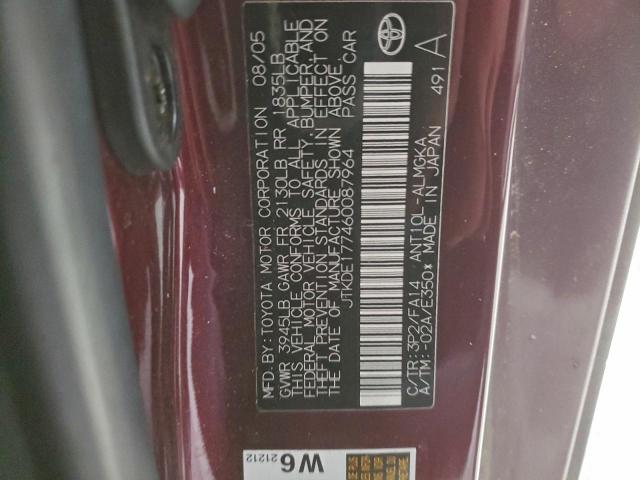 MFD.BY:TOYOTA MOTOR CORPORATION 08/05
GVWR 3945LB GAWR FR 2130LB RR 1835LB
THIS VEHICLE CONFORMS TO ALL APPLICABLE
FEDERAL MOTOR VEHICLE SAFETY, BUMPER, AND
THEFT PREVENTION STANDARDS IN EFFECT ON
THE DATE OF MANUFACTURE SHOWN ABOVE.
JTKDE177460087964 PASS CAR
C/TR:3P2/FA14 ANT10L-ALMGKA
A/TM:-02A/E350x MADE IN JAPAN
491 A
W6
21212